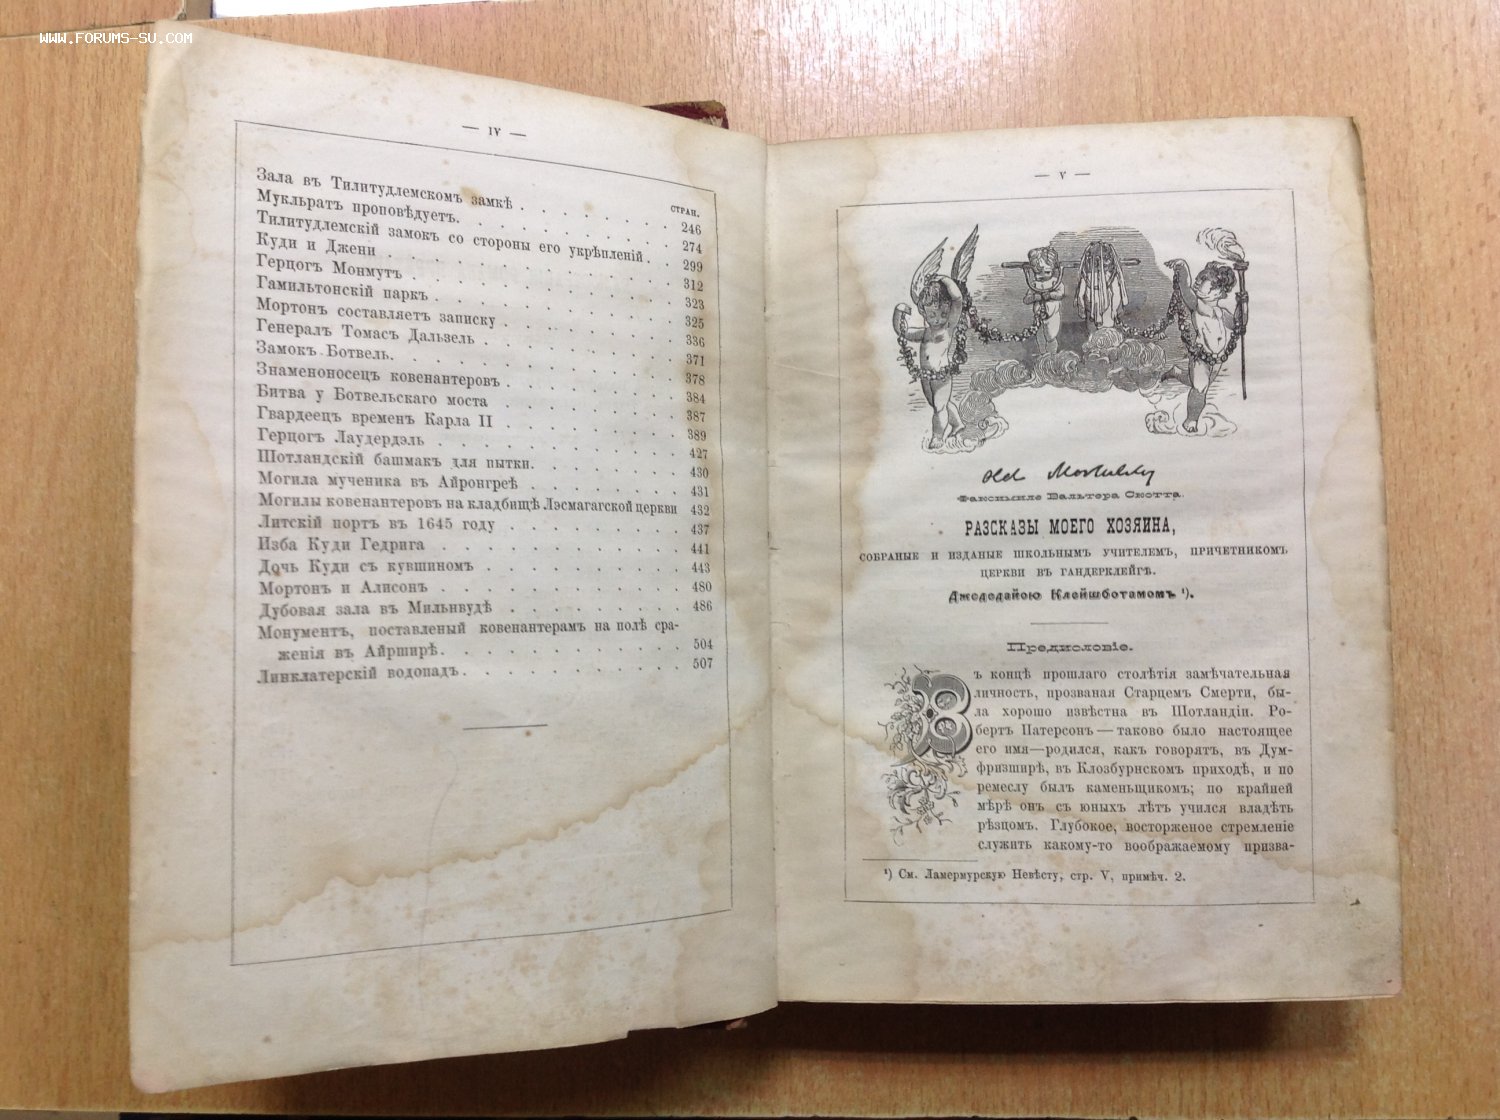 WWW.FORUMS-SU.COM
— IV —
СТРАН.
Зала въ Тилитудлемскомъ замкѣ . . . . . . . 246
Мукльратъ проповѣдуетъ. . . . . . . . . . 274
Тилитудлемскій замокъ со стороны его укрѣпленій. . 299
Куди и Джени . . . . . . . . . . . . 312
Герцогъ Монмутъ . . . . . . . . . . . 323
Гамильтонскій паркъ . . . . . . . . . . 325
Мортонъ составляетъ записку . . . . . . . . 336
Генералъ Томасъ Дальзель . . . . . . . . . 371
Замокъ Ботвель. . . . . . . . . . . . 378
Знаменоносецъ ковенантеровъ . . . . . . . . 384
Битва у Ботвельскаго моста . . . . . . . . 387
Гвардеецъ временъ Карла II . . . . . . . . 389
Герцогъ Лаудердэль . . . . . . . . . . 427
Шотландскій башмакъ для пытки. . . . . . . 430
Могила мученика въ Айронгреѣ . . . . . . . 431
Могилы ковенантеровъ на кладбищѣ Лэсмагагской церкви 432
Литскій портъ въ 1645 году . . . . . . . . 437
Изба Куди Гедрига . . . . . . . . . . 441
Дочь Куди съ кувшиномъ . . . . . . . . . 443
Мортонъ и Алисонъ . . . . . . . . . . 480
Дубовая зала въ Мильнвудѣ . . . . . . . . 486
Монументъ, поставленый ковенантерамъ на полѣ сра-
женія въ Айрширѣ. . . . . . . . . . . 504
Линклатерскій водопадъ. . . . . . . . . . 507
— V —
Old Mortality
Факсимиле Вальтера Скотта.
РАЗСКАЗЫ МОЕГО ХОЗЯИНА,
СОБРАНЫЕ И ИЗДАНЫЕ ШКОЛЬНЫМЪ УЧИТЕЛЕМЪ, ПРИЧЕТНИКОМЪ
ЦЕРКВИ ВЪ ГАНДЕРКЛЕЙГѢ.
Джедедайою Клейшботамомъ ¹).
Предисловіе.
Въ концѣ прошлаго столѣтія замѣчательная
личность, прозваная Старцемъ Смерти, бы-
ла хорошо извѣстна въ Шотландіи. Ро-
бертъ Патерсонъ — таково было настоящее
его имя—родился, какъ говорятъ, въ Дум-
фризширѣ, въ Клозбурнскомъ приходѣ, и по
ремеслу былъ каменьщикомъ; по крайней
мѣрѣ онъ съ юныхъ лѣтъ учился владѣть
рѣзцомъ. Глубокое, восторженое стремленіе
служить какому-то воображаемому призва-
¹) См. Ламермурскую Невѣсту, стр. V, примѣч. 2.